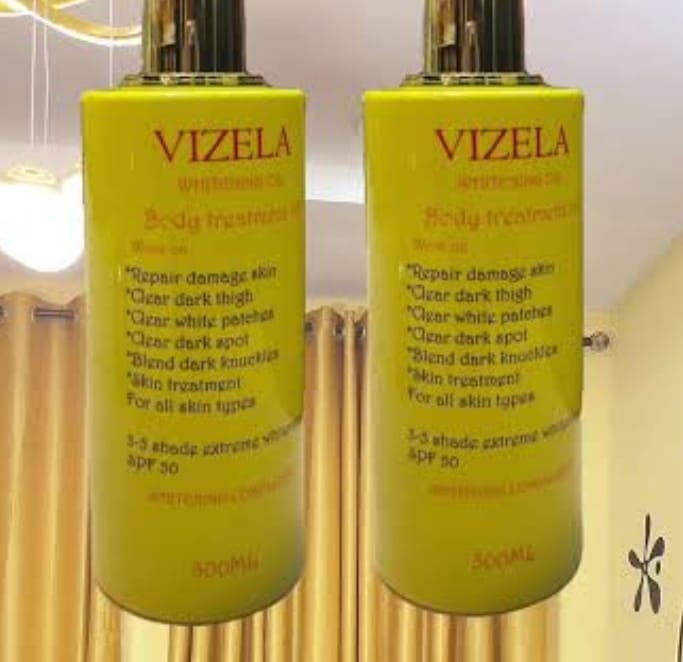 VIZELA
WHITENING OIL
Body treatment
Work on
*Repair damage skin
*Clear dark thigh
*Clear white patches
*Clear dark spot
*Blend dark knuckles
*Skin treatment
For all skin types
3-5 shade extreme
SPF 50
WHITENING
500ML
VIZELA
WHITENING OIL
Body treatment
Work on
*Repair damage skin
*Clear dark thigh
*Clear white patches
*Clear dark spot
*Blend dark knuckles
*Skin treatment
For all skin types
3-5 shade extreme
SPF 50
WHITENING
500ML